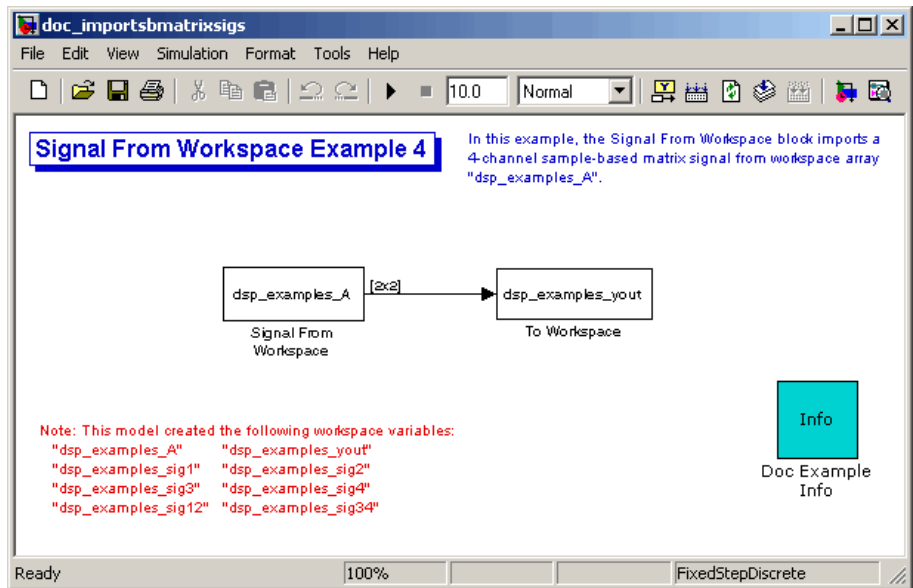 doc_importsbmatrixsigs
File Edit View Simulation Format Tools Help
10.0 Normal
Signal From Workspace Example 4
In this example, the Signal From Workspace block imports a
4-channel sample-based matrix signal from workspace array
"dsp_examples_A".
dsp_examples_A
[2x2]
dsp_examples_yout
Signal From
Workspace
To Workspace
Info
Doc Example
Info
Note: This model created the following workspace variables:
"dsp_examples_A" "dsp_examples_yout"
"dsp_examples_sig1" "dsp_examples_sig2"
"dsp_examples_sig3" "dsp_examples_sig4"
"dsp_examples_sig12" "dsp_examples_sig34"
Ready 100% FixedStepDiscrete